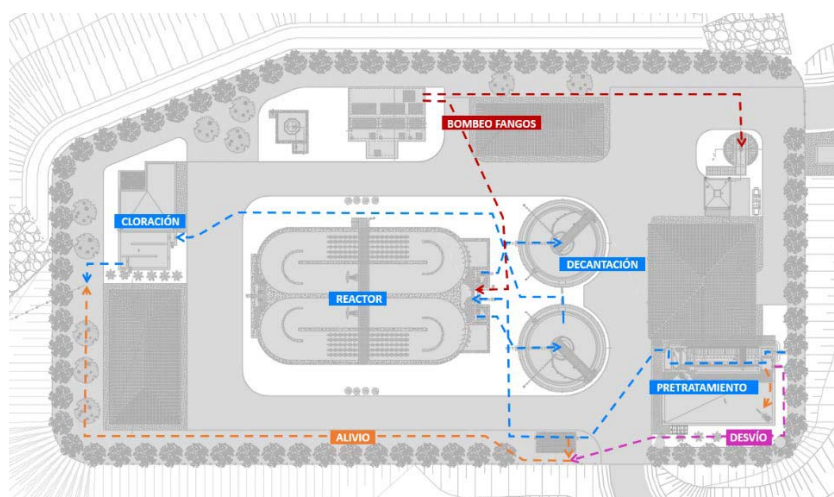 BOMBEO FANGOS
CLORACIÓN
DECANTACIÓN
REACTOR
PRETRATAMIENTO
ALIVIO
DESVÍO